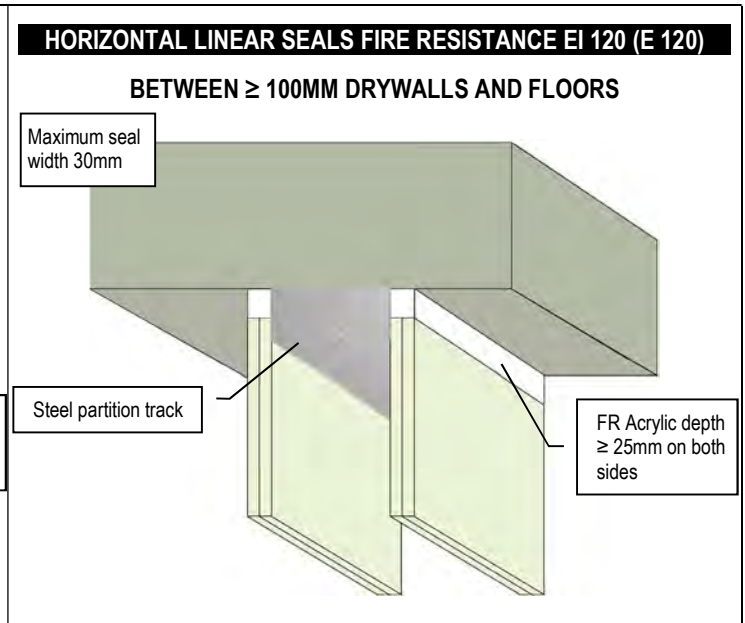 HORIZONTAL LINEAR SEALS FIRE RESISTANCE EI 120 (E 120)
BETWEEN ≥ 100MM DRYWALLS AND FLOORS
Maximum seal
width 30mm
Steel partition track
FR Acrylic depth
≥ 25mm on both
sides